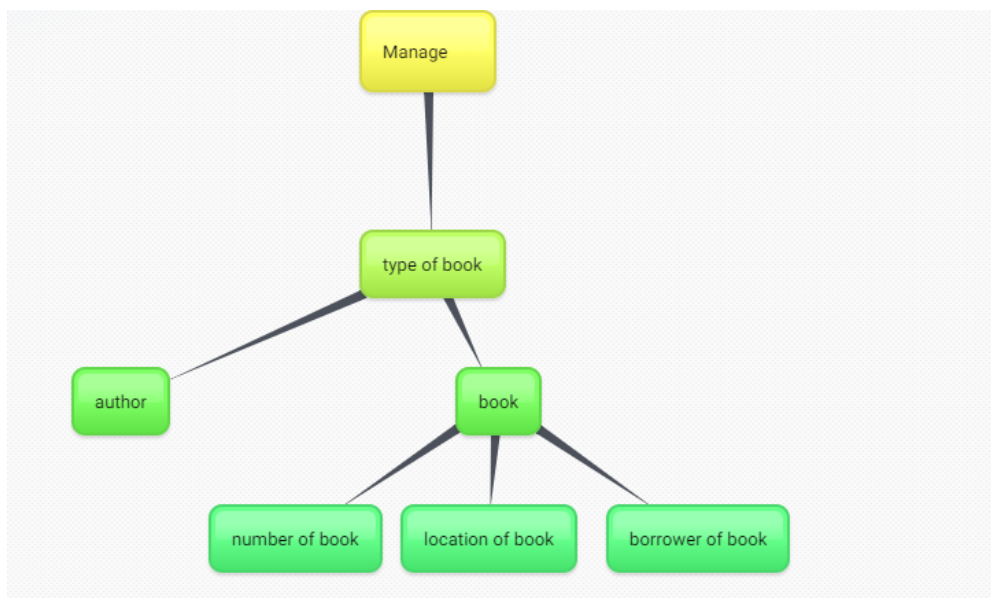 Manage
type of book
author
book
number of book
location of book
borrower of book